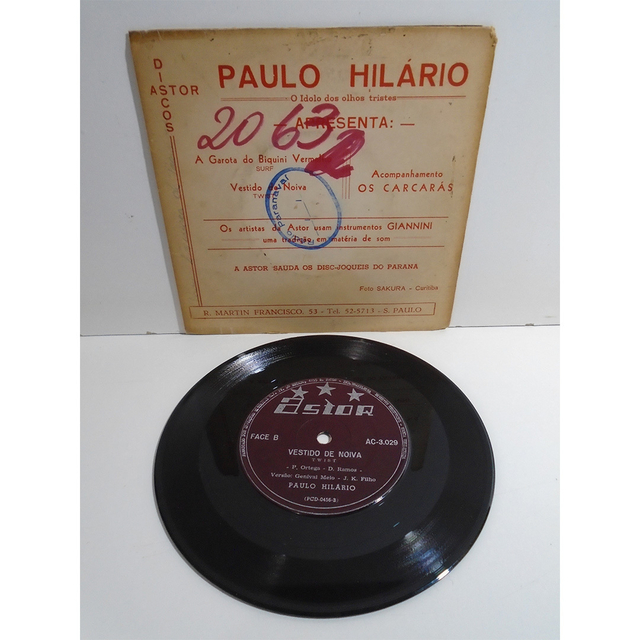 DISCOS
ASTOR
PAULO HILÁRIO
O Idolo dos olhos tristes
— APRESENTA: —
20632
A Garota do Biquini
SURF
Vestido de Noiva
Acompanhamento
OS CARCARÁS
Os artistas da Astor usam instrumentos GIANNINI
uma tradição em matéria de som
A ASTOR SAUDA OS DISC-JOQUEIS DO PARANA
Foto SAKURA - Curitiba
R. MARTIN FRANCISCO, 53 - Tel. 52-5713 - S. PAULO
astor
FACE B
AC-3.029
VESTIDO DE NOIVA
TWIST
- P. Ortega - D. Ramos -
Versão: Genival Melo - J. K. Filho
PAULO HILÁRIO
(POD-0456-B)